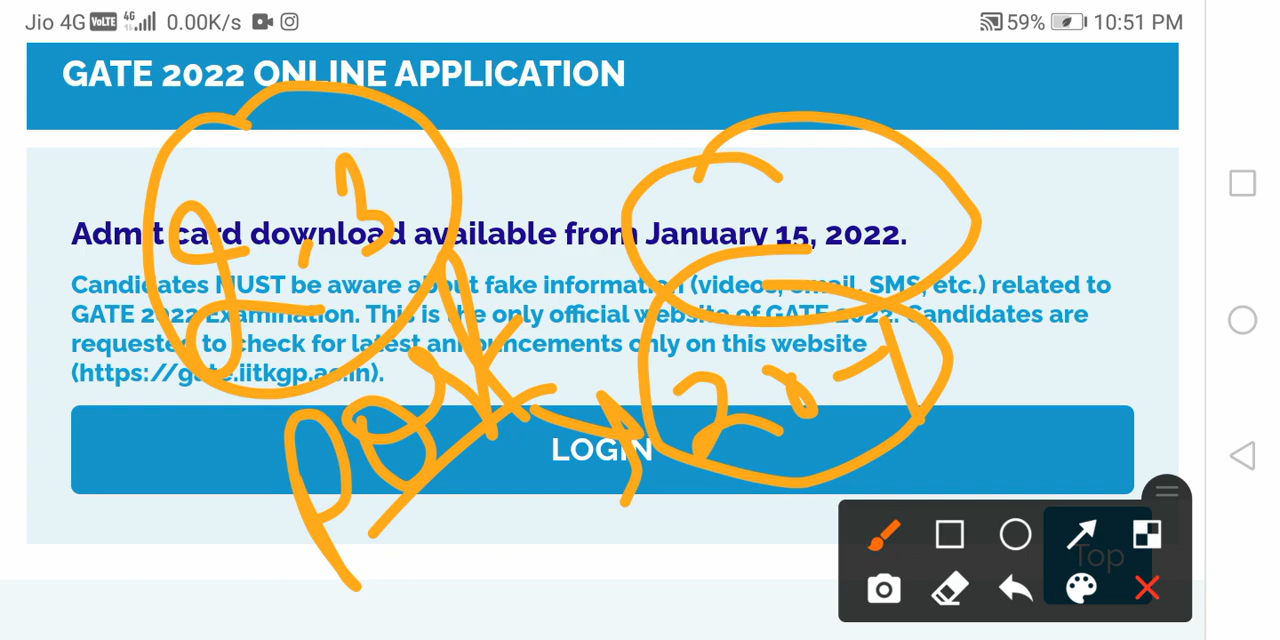 Jio 4G VoLTE 4G 0.00K/s 59% 10:51 PM
GATE 2022 ONLINE APPLICATION
Admit card download available from January 15, 2022.
Candidates MUST be aware about fake information (videos, email, SMS, etc.) related to
GATE 2022 Examination. This is the only official website of GATE 2022. Candidates are
requested to check for latest announcements only on this website
(https://gate.iitkgp.ac.in).
LOGIN
Top